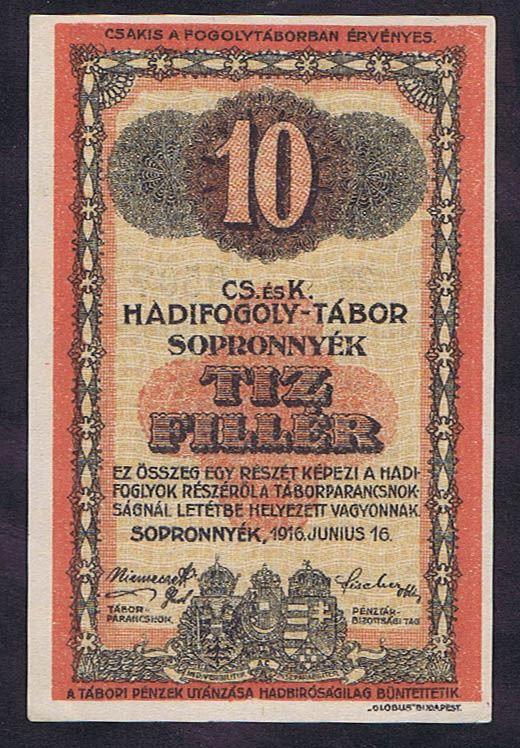 CSAKIS A FOGOLYTÁBORBAN ÉRVÉNYES.
10
CS. ÉS K.
HADIFOGOLY-TÁBOR
SOPRONNYÉK
TIZ
FILLÉR
EZ ÖSSZEG EGY RÉSZÉT KÉPEZI A HADI-
FOGLYOK RÉSZÉRŐL A TÁBORPARANCSNOK-
SÁGNÁL LETÉTBE HELYEZETT VAGYONNAK.
SOPRONNYÉK, 1916. JUNIUS 16.
Fischer
TÁBOR-
PARANCSNOK.
PÉNZTÁR-
BIZOTTSÁGI TAG
A TÁBORI PÉNZEK UTÁNZÁSA HADBIRÓSÁGILAG BÜNTETTETIK
„GLOBUS" BUDAPEST.